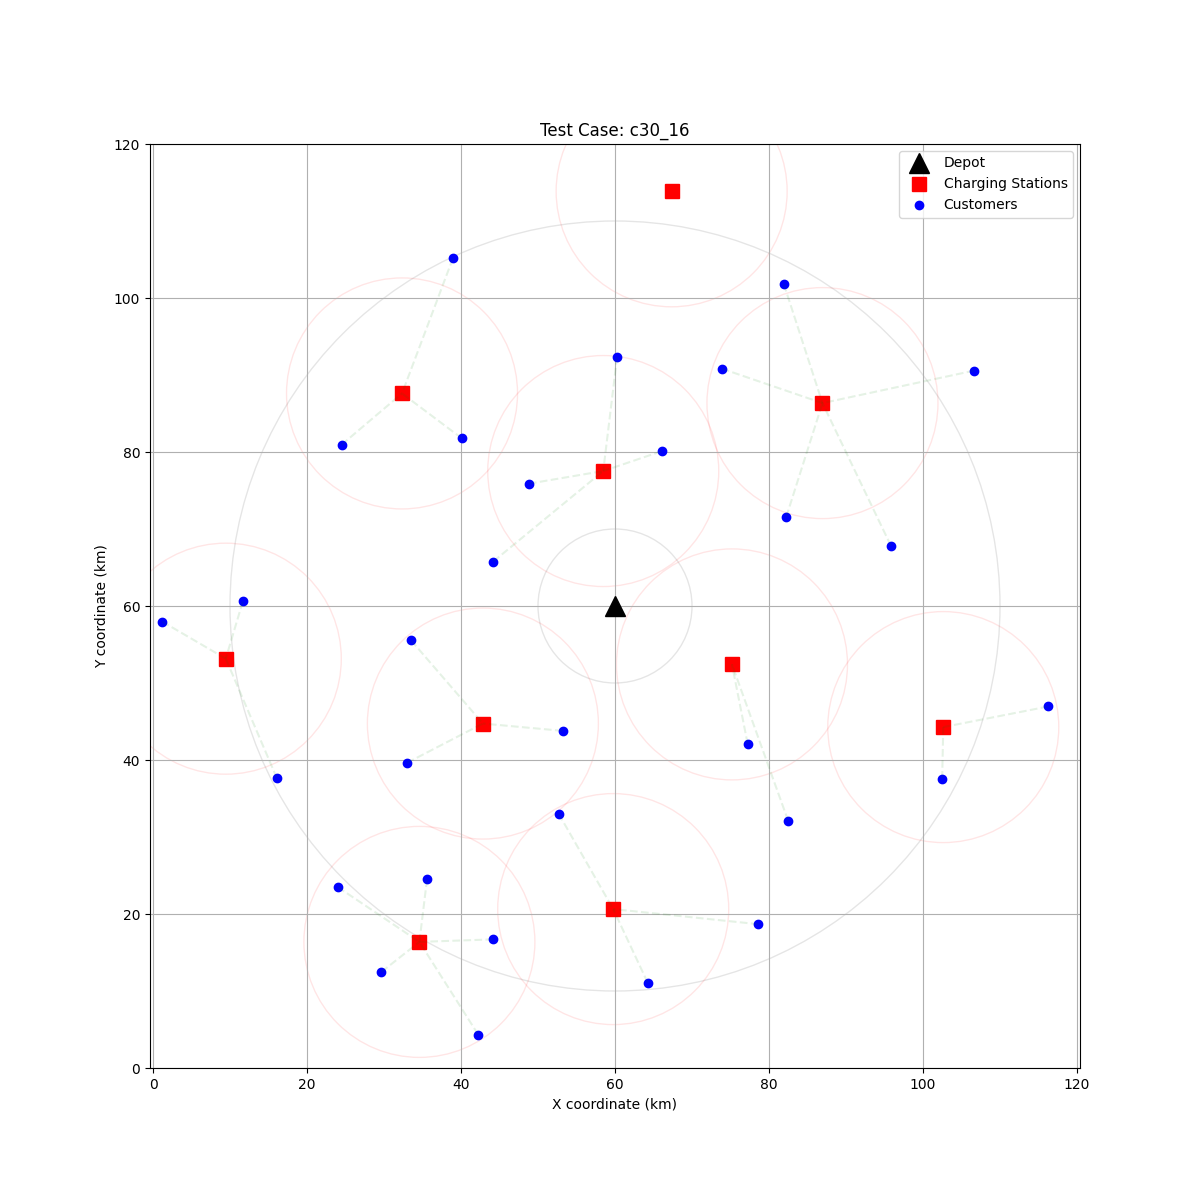 Test Case: c30_16
Depot
Charging Stations
Customers
120
100
80
60
40
20
0
Y coordinate (km)
0 20 40 60 80 100 120
X coordinate (km)